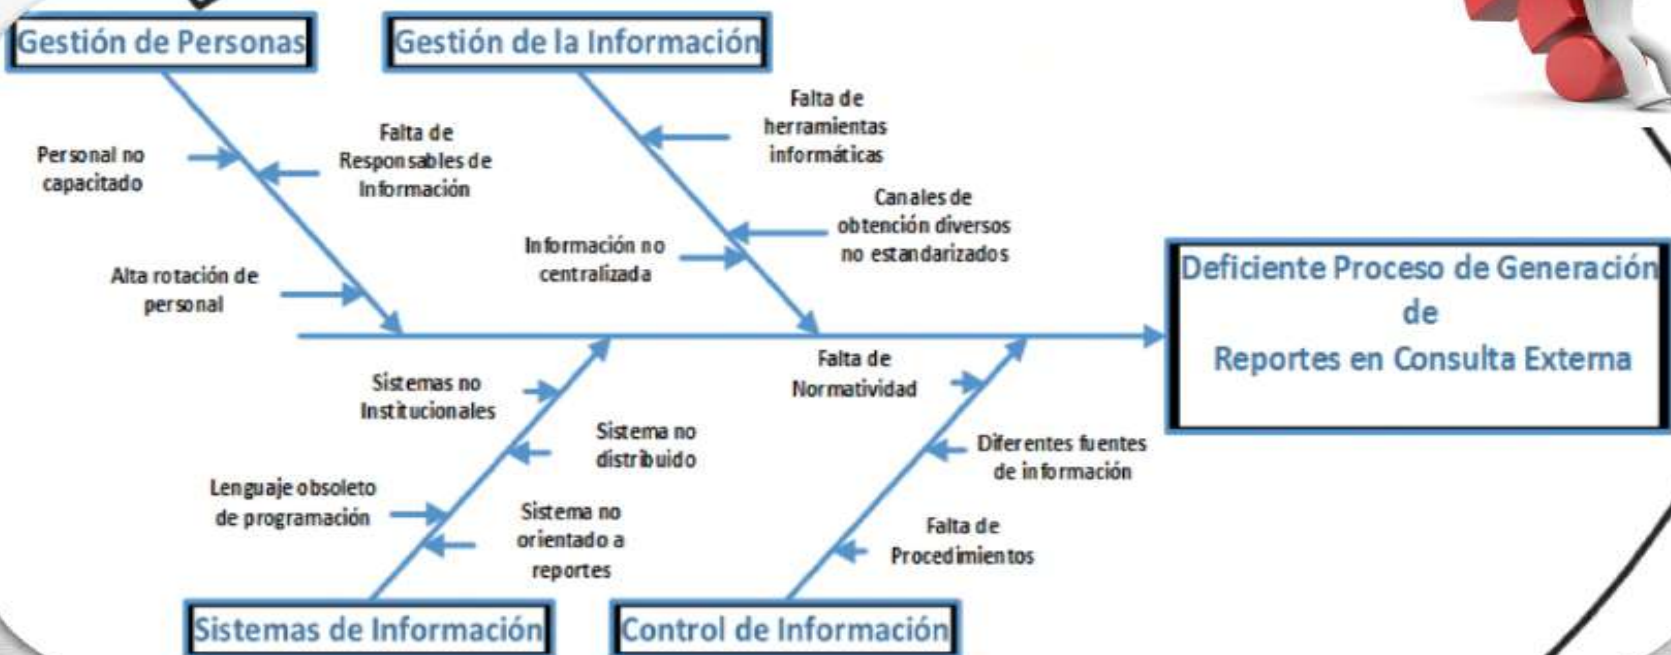 Gestión de Personas
Gestión de la Información
Personal no
capacitado
Falta de
Responsables de
Información
Alta rotación de
personal
Falta de
herramientas
informáticas
Canales de
obtención diversos
no estandarizados
Información no
centralizada
Deficiente Proceso de Generación
de
Reportes en Consulta Externa
Sistemas no
Institucionales
Sistema no
distribuido
Lenguaje obsoleto
de programación
Sistema no
orientado a
reportes
Falta de
Normatividad
Diferentes fuentes
de información
Falta de
Procedimientos
Sistemas de Información
Control de Información